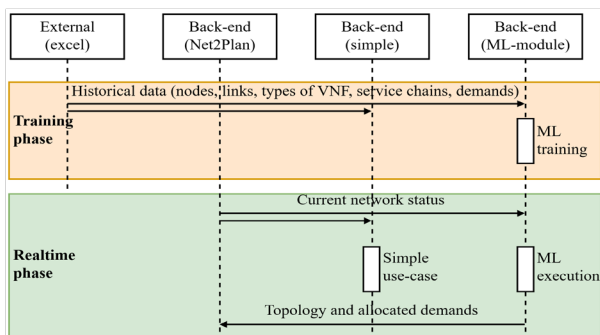 External
(excel)
Back-end
(Net2Plan)
Back-end
(simple)
Back-end
(ML-module)
Historical data (nodes, links, types of VNF, service chains, demands)
Training
phase
ML
training
Current network status
Realtime
phase
Simple
use-case
ML
execution
Topology and allocated demands